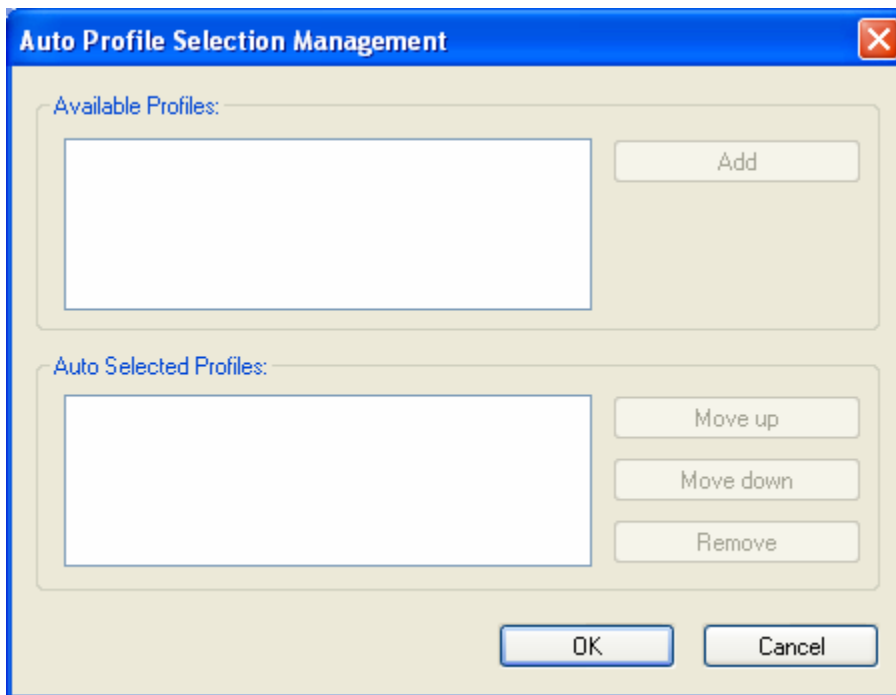 Auto Profile Selection Management
Available Profiles:
Add
Auto Selected Profiles:
Move up
Move down
Remove
OK
Cancel